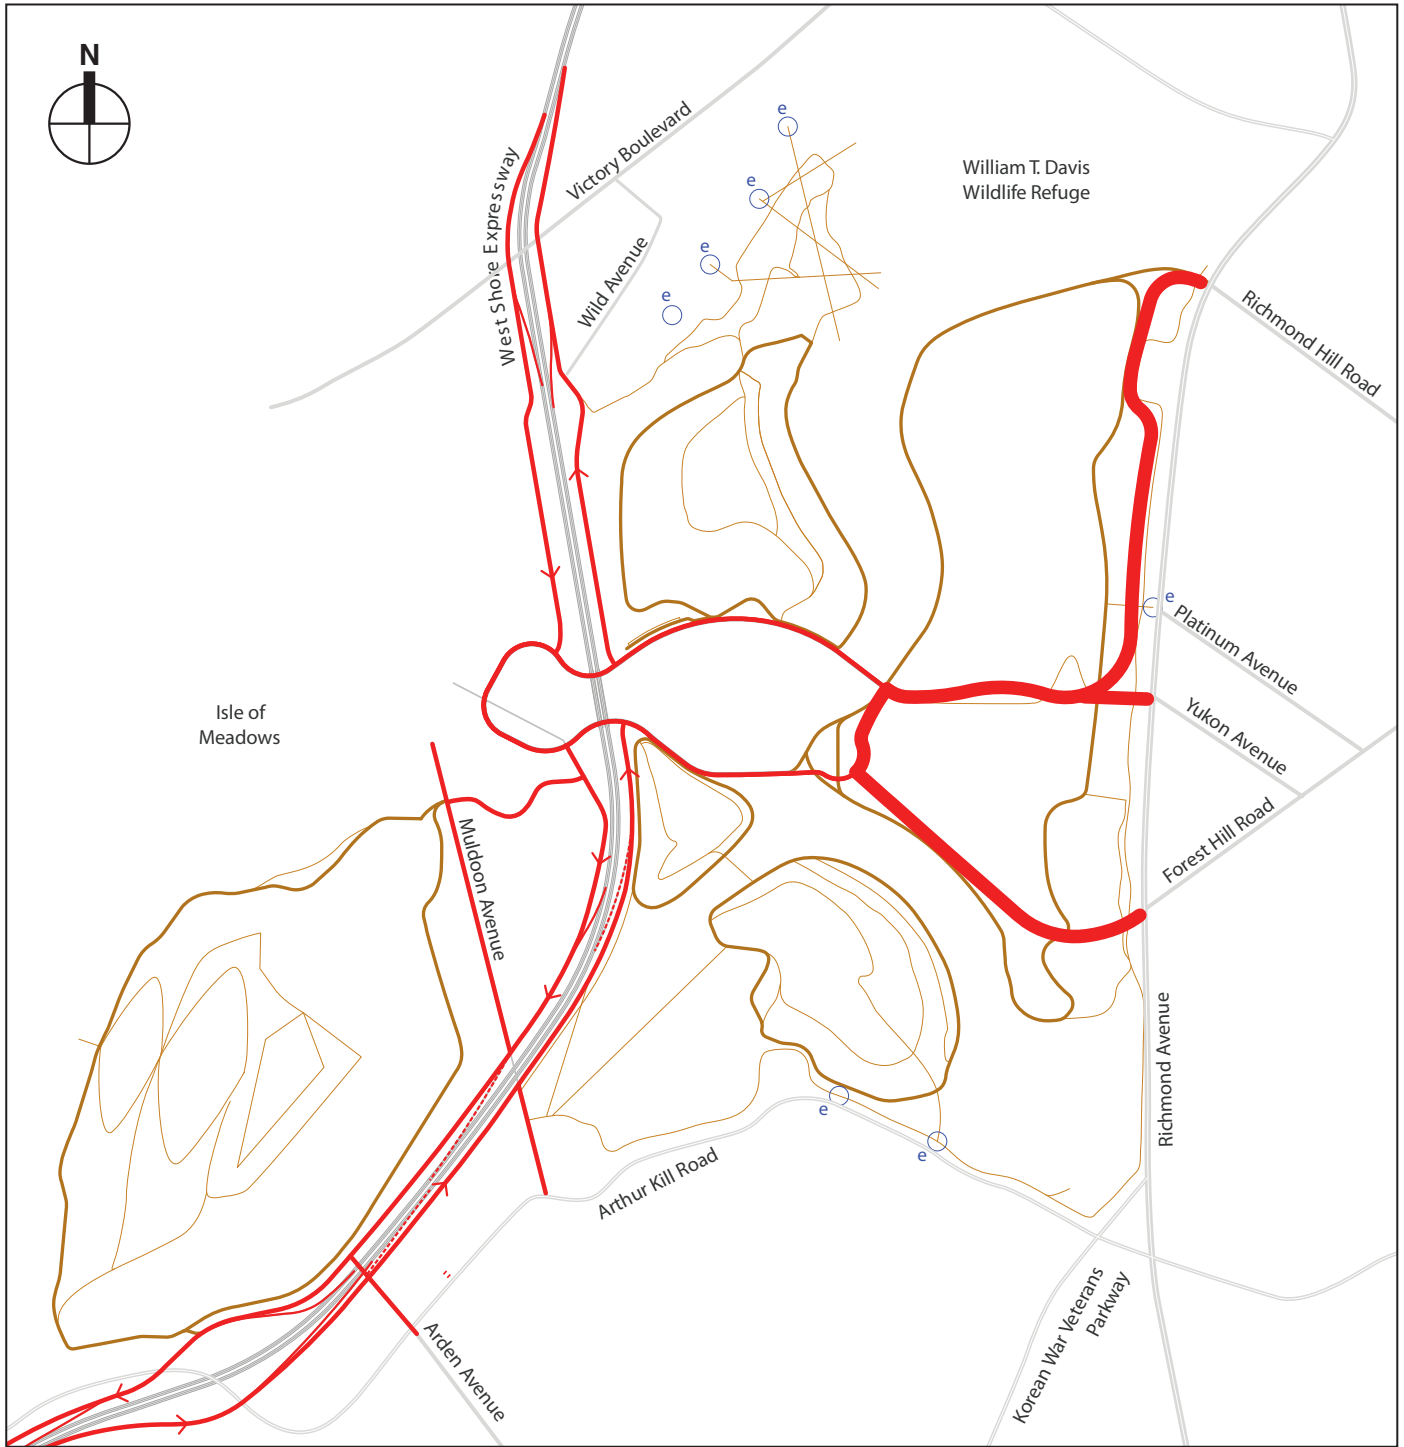 N
West Shore Expressway
Victory Boulevard
Wild Avenue
e
e
e
e
William T. Davis
Wildlife Refuge
Richmond Hill Road
e
Platinum Avenue
Yukon Avenue
Forest Hill Road
Isle of
Meadows
Muldoon Avenue
Richmond Avenue
e
e
Arthur Kill Road
Arden Avenue
Korean War Veterans
Parkway